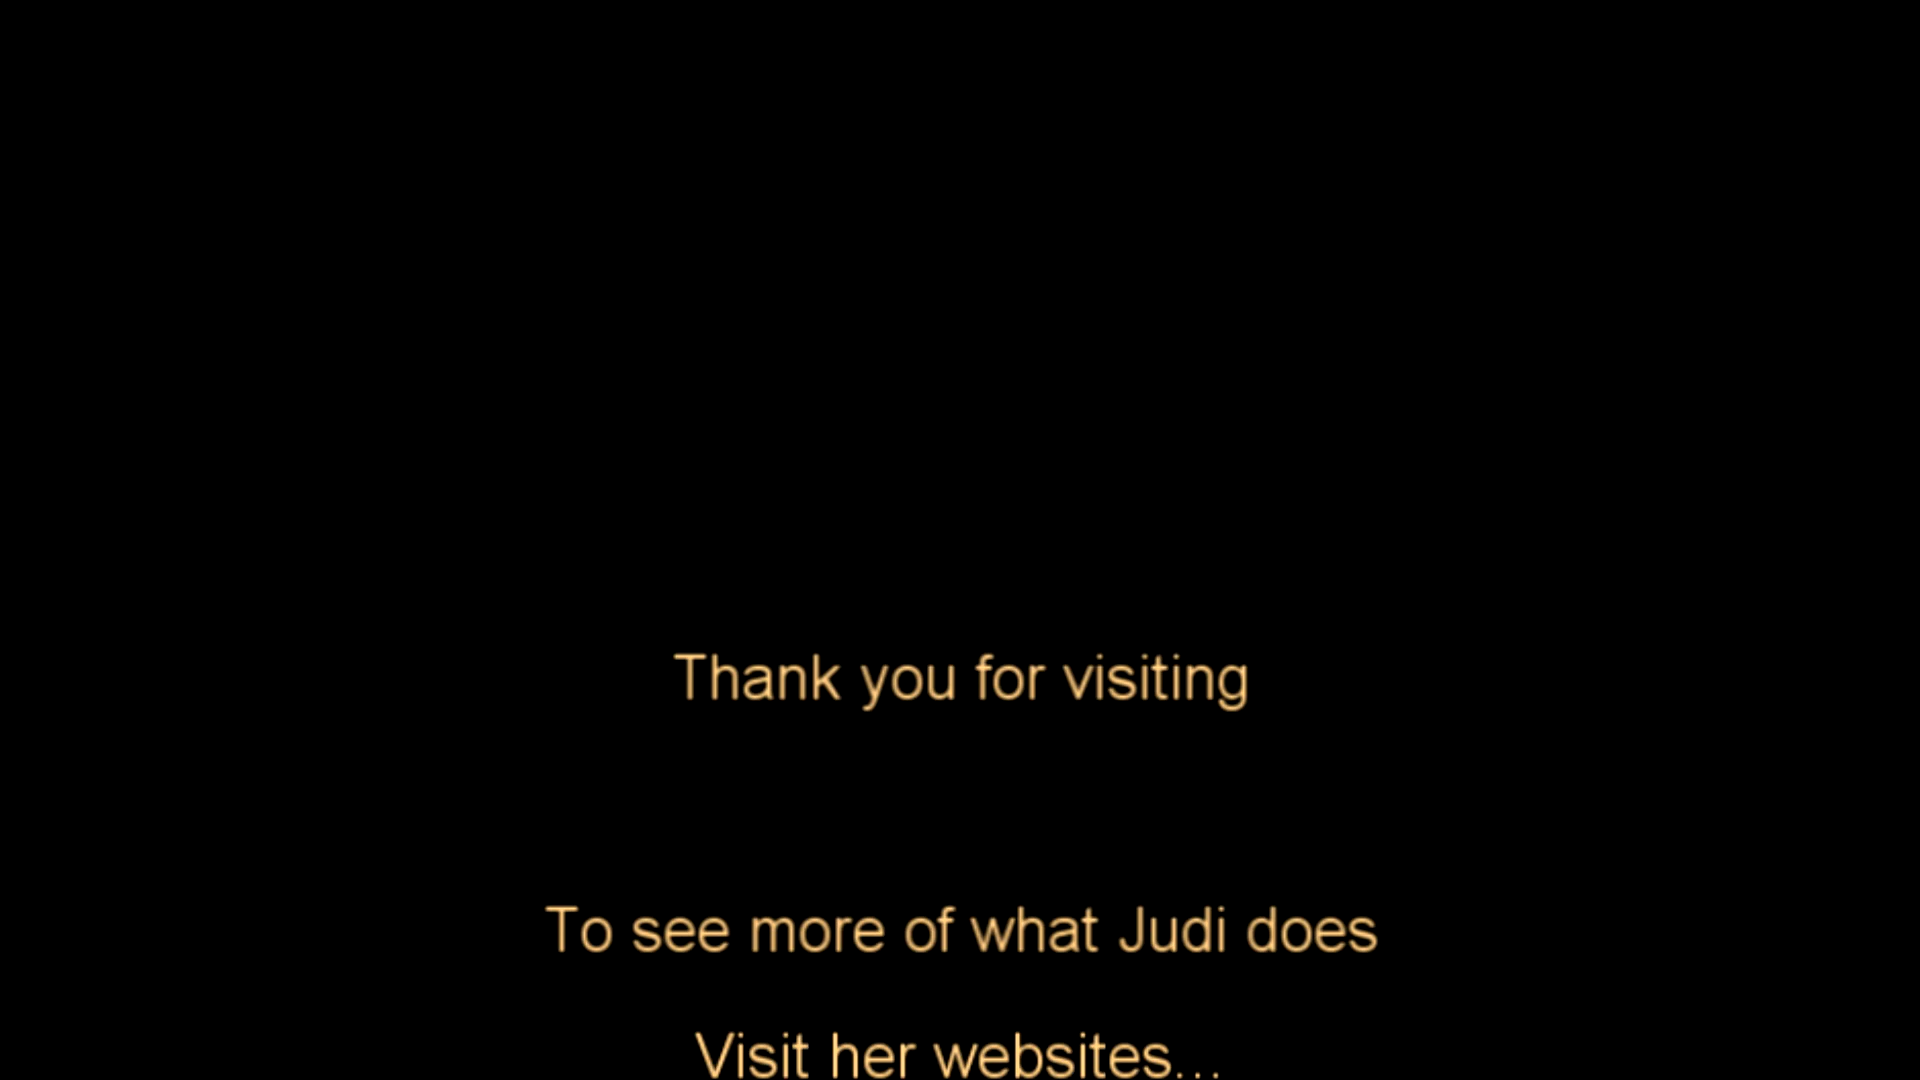 Thank you for visiting
To see more of what Judi does
Visit her websites...